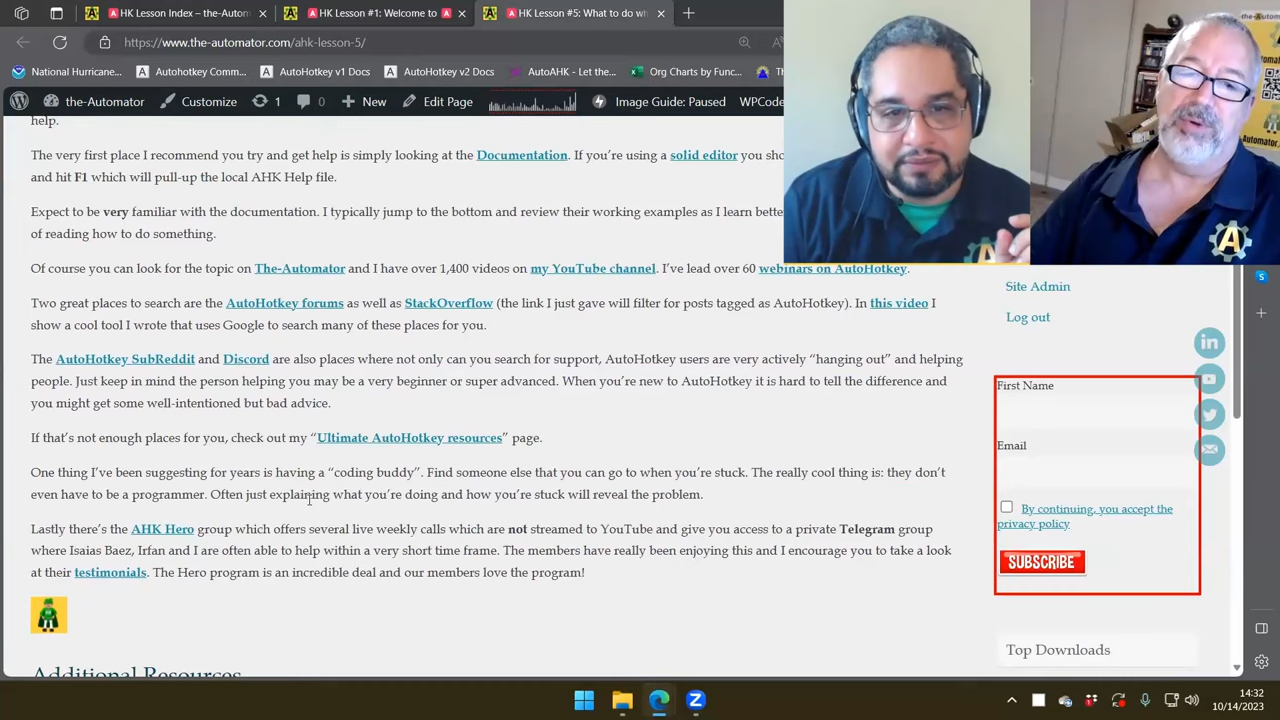 HK Lesson Index – The-Automator
HK Lesson #1: Welcome to
HK Lesson #5: What to do wh
https://www.the-automator.com/ahk-lesson-5/
National Hurricane... Autohotkey Comm... AutoHotkey v1 Docs AutoHotkey v2 Docs AutoAHK - Let the... Org Charts by Func...
the-Automator Customize 1 0 New Edit Page Image Guide: Paused WPCode
help.
The very first place I recommend you try and get help is simply looking at the Documentation. If you're using a solid editor you sho
and hit F1 which will pull-up the local AHK Help file.
Expect to be very familiar with the documentation. I typically jump to the bottom and review their working examples as I learn bette
of reading how to do something.
Of course you can look for the topic on The-Automator and I have over 1,400 videos on my YouTube channel. I've lead over 60 webinars on AutoHotkey.
Two great places to search are the AutoHotkey forums as well as StackOverflow (the link I just gave will filter for posts tagged as AutoHotkey). In this video I
show a cool tool I wrote that uses Google to search many of these places for you.
The AutoHotkey SubReddit and Discord are also places where not only can you search for support, AutoHotkey users are very actively "hanging out" and helping
people. Just keep in mind the person helping you may be a very beginner or super advanced. When you're new to AutoHotkey it is hard to tell the difference and
you might get some well-intentioned but bad advice.
If that's not enough places for you, check out my "Ultimate AutoHotkey resources" page.
One thing I've been suggesting for years is having a "coding buddy". Find someone else that you can go to when you're stuck. The really cool thing is: they don't
even have to be a programmer. Often just explaining what you're doing and how you're stuck will reveal the problem.
Lastly there's the AHK Hero group which offers several live weekly calls which are not streamed to YouTube and give you access to a private Telegram group
where Isaias Baez, Irfan and I are often able to help within a very short time frame. The members have really been enjoying this and I encourage you to take a look
at their testimonials. The Hero program is an incredible deal and our members love the program!
Additional Resources
Site Admin
Log out
First Name
Email
By continuing, you accept the
privacy policy
SUBSCRIBE
Top Downloads
14:32
10/14/2023